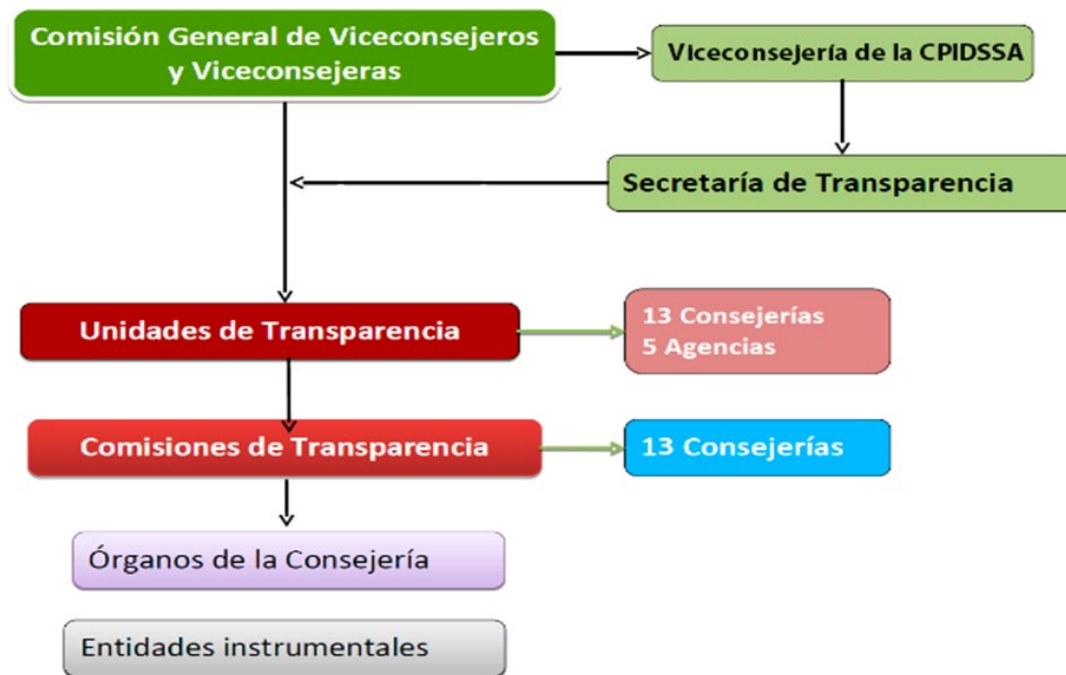 Comisión General de Viceconsejeros
y Viceconsejeras
Viceconsejería de la CPIDSSA
Secretaría de Transparencia
Unidades de Transparencia
13 Consejerías
5 Agencias
Comisiones de Transparencia
13 Consejerías
Órganos de la Consejería
Entidades instrumentales